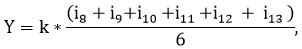 Y = k * (i₈ + i₉+i₁₀ +i₁₁ +i₁₂ + i₁₃ ) / 6,